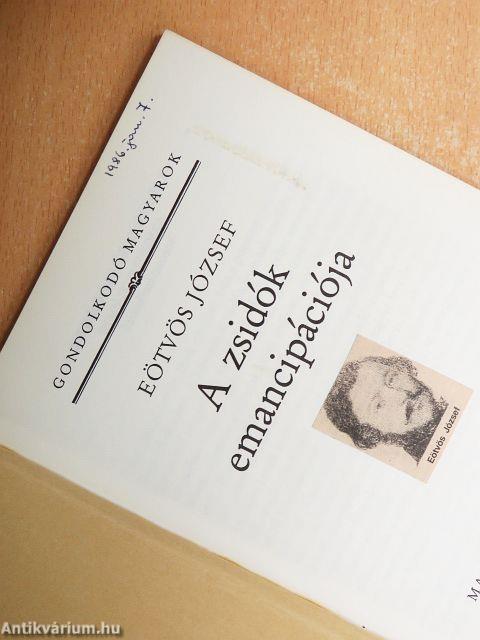 1986. jan. 7.
GONDOLKODÓ MAGYAROK
EÖTVÖS JÓZSEF
A zsidók
emancipációja
Eötvös József
MA
Antikvárium.hu